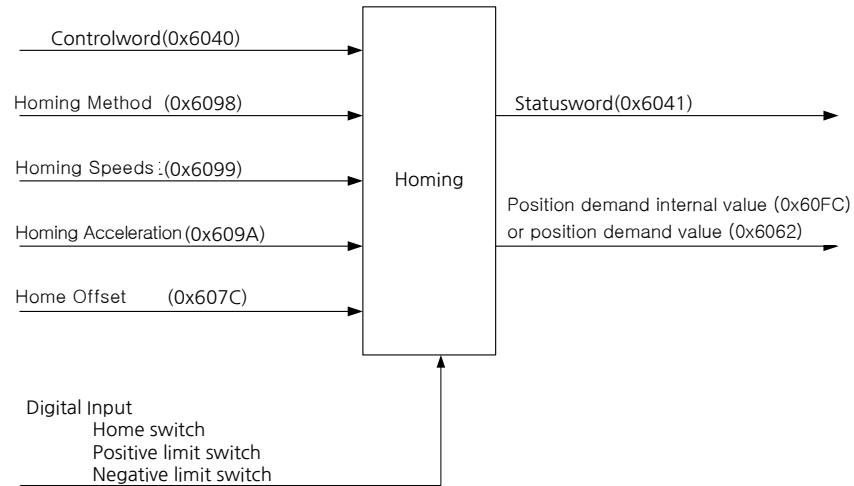 Controlword(0x6040)
Homing Method (0x6098)
Homing Speeds:(0x6099)
Homing Acceleration(0x609A)
Home Offset (0x607C)
Homing
Statusword(0x6041)
Position demand internal value (0x60FC)
or position demand value (0x6062)
Digital Input
Home switch
Positive limit switch
Negative limit switch